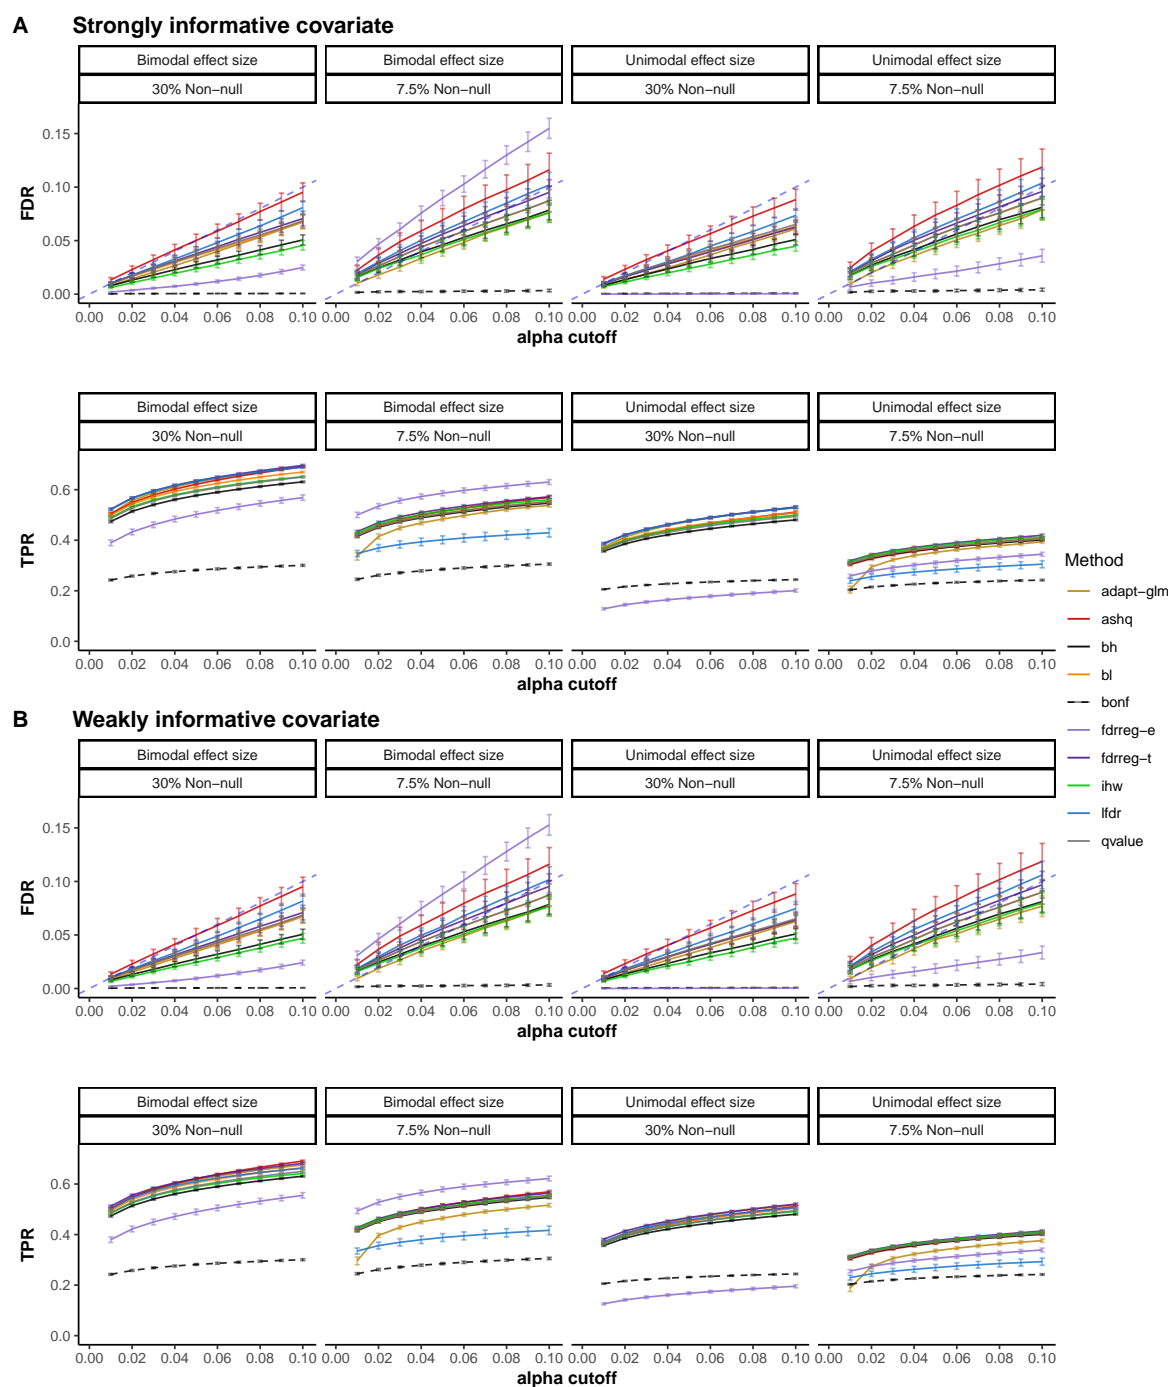 A Strongly informative covariate
Bimodal effect size Bimodal effect size Unimodal effect size Unimodal effect size
30% Non−null 7.5% Non−null 30% Non−null 7.5% Non−null
0.15
0.10
0.05
0.00
FDR
0.00 0.02 0.04 0.06 0.08 0.10 0.00 0.02 0.04 0.06 0.08 0.10 0.00 0.02 0.04 0.06 0.08 0.10 0.00 0.02 0.04 0.06 0.08 0.10
alpha cutoff
Bimodal effect size Bimodal effect size Unimodal effect size Unimodal effect size
30% Non−null 7.5% Non−null 30% Non−null 7.5% Non−null
0.6
0.4
0.2
0.0
TPR
0.00 0.02 0.04 0.06 0.08 0.10 0.00 0.02 0.04 0.06 0.08 0.10 0.00 0.02 0.04 0.06 0.08 0.10 0.00 0.02 0.04 0.06 0.08 0.10
alpha cutoff
Method
adapt−glm
ashq
bh
bl
bonf
fdrreg−e
fdrreg−t
ihw
lfdr
qvalue
B Weakly informative covariate
Bimodal effect size Bimodal effect size Unimodal effect size Unimodal effect size
30% Non−null 7.5% Non−null 30% Non−null 7.5% Non−null
0.15
0.10
0.05
0.00
FDR
0.00 0.02 0.04 0.06 0.08 0.10 0.00 0.02 0.04 0.06 0.08 0.10 0.00 0.02 0.04 0.06 0.08 0.10 0.00 0.02 0.04 0.06 0.08 0.10
alpha cutoff
Bimodal effect size Bimodal effect size Unimodal effect size Unimodal effect size
30% Non−null 7.5% Non−null 30% Non−null 7.5% Non−null
0.6
0.4
0.2
0.0
TPR
0.00 0.02 0.04 0.06 0.08 0.10 0.00 0.02 0.04 0.06 0.08 0.10 0.00 0.02 0.04 0.06 0.08 0.10 0.00 0.02 0.04 0.06 0.08 0.10
alpha cutoff